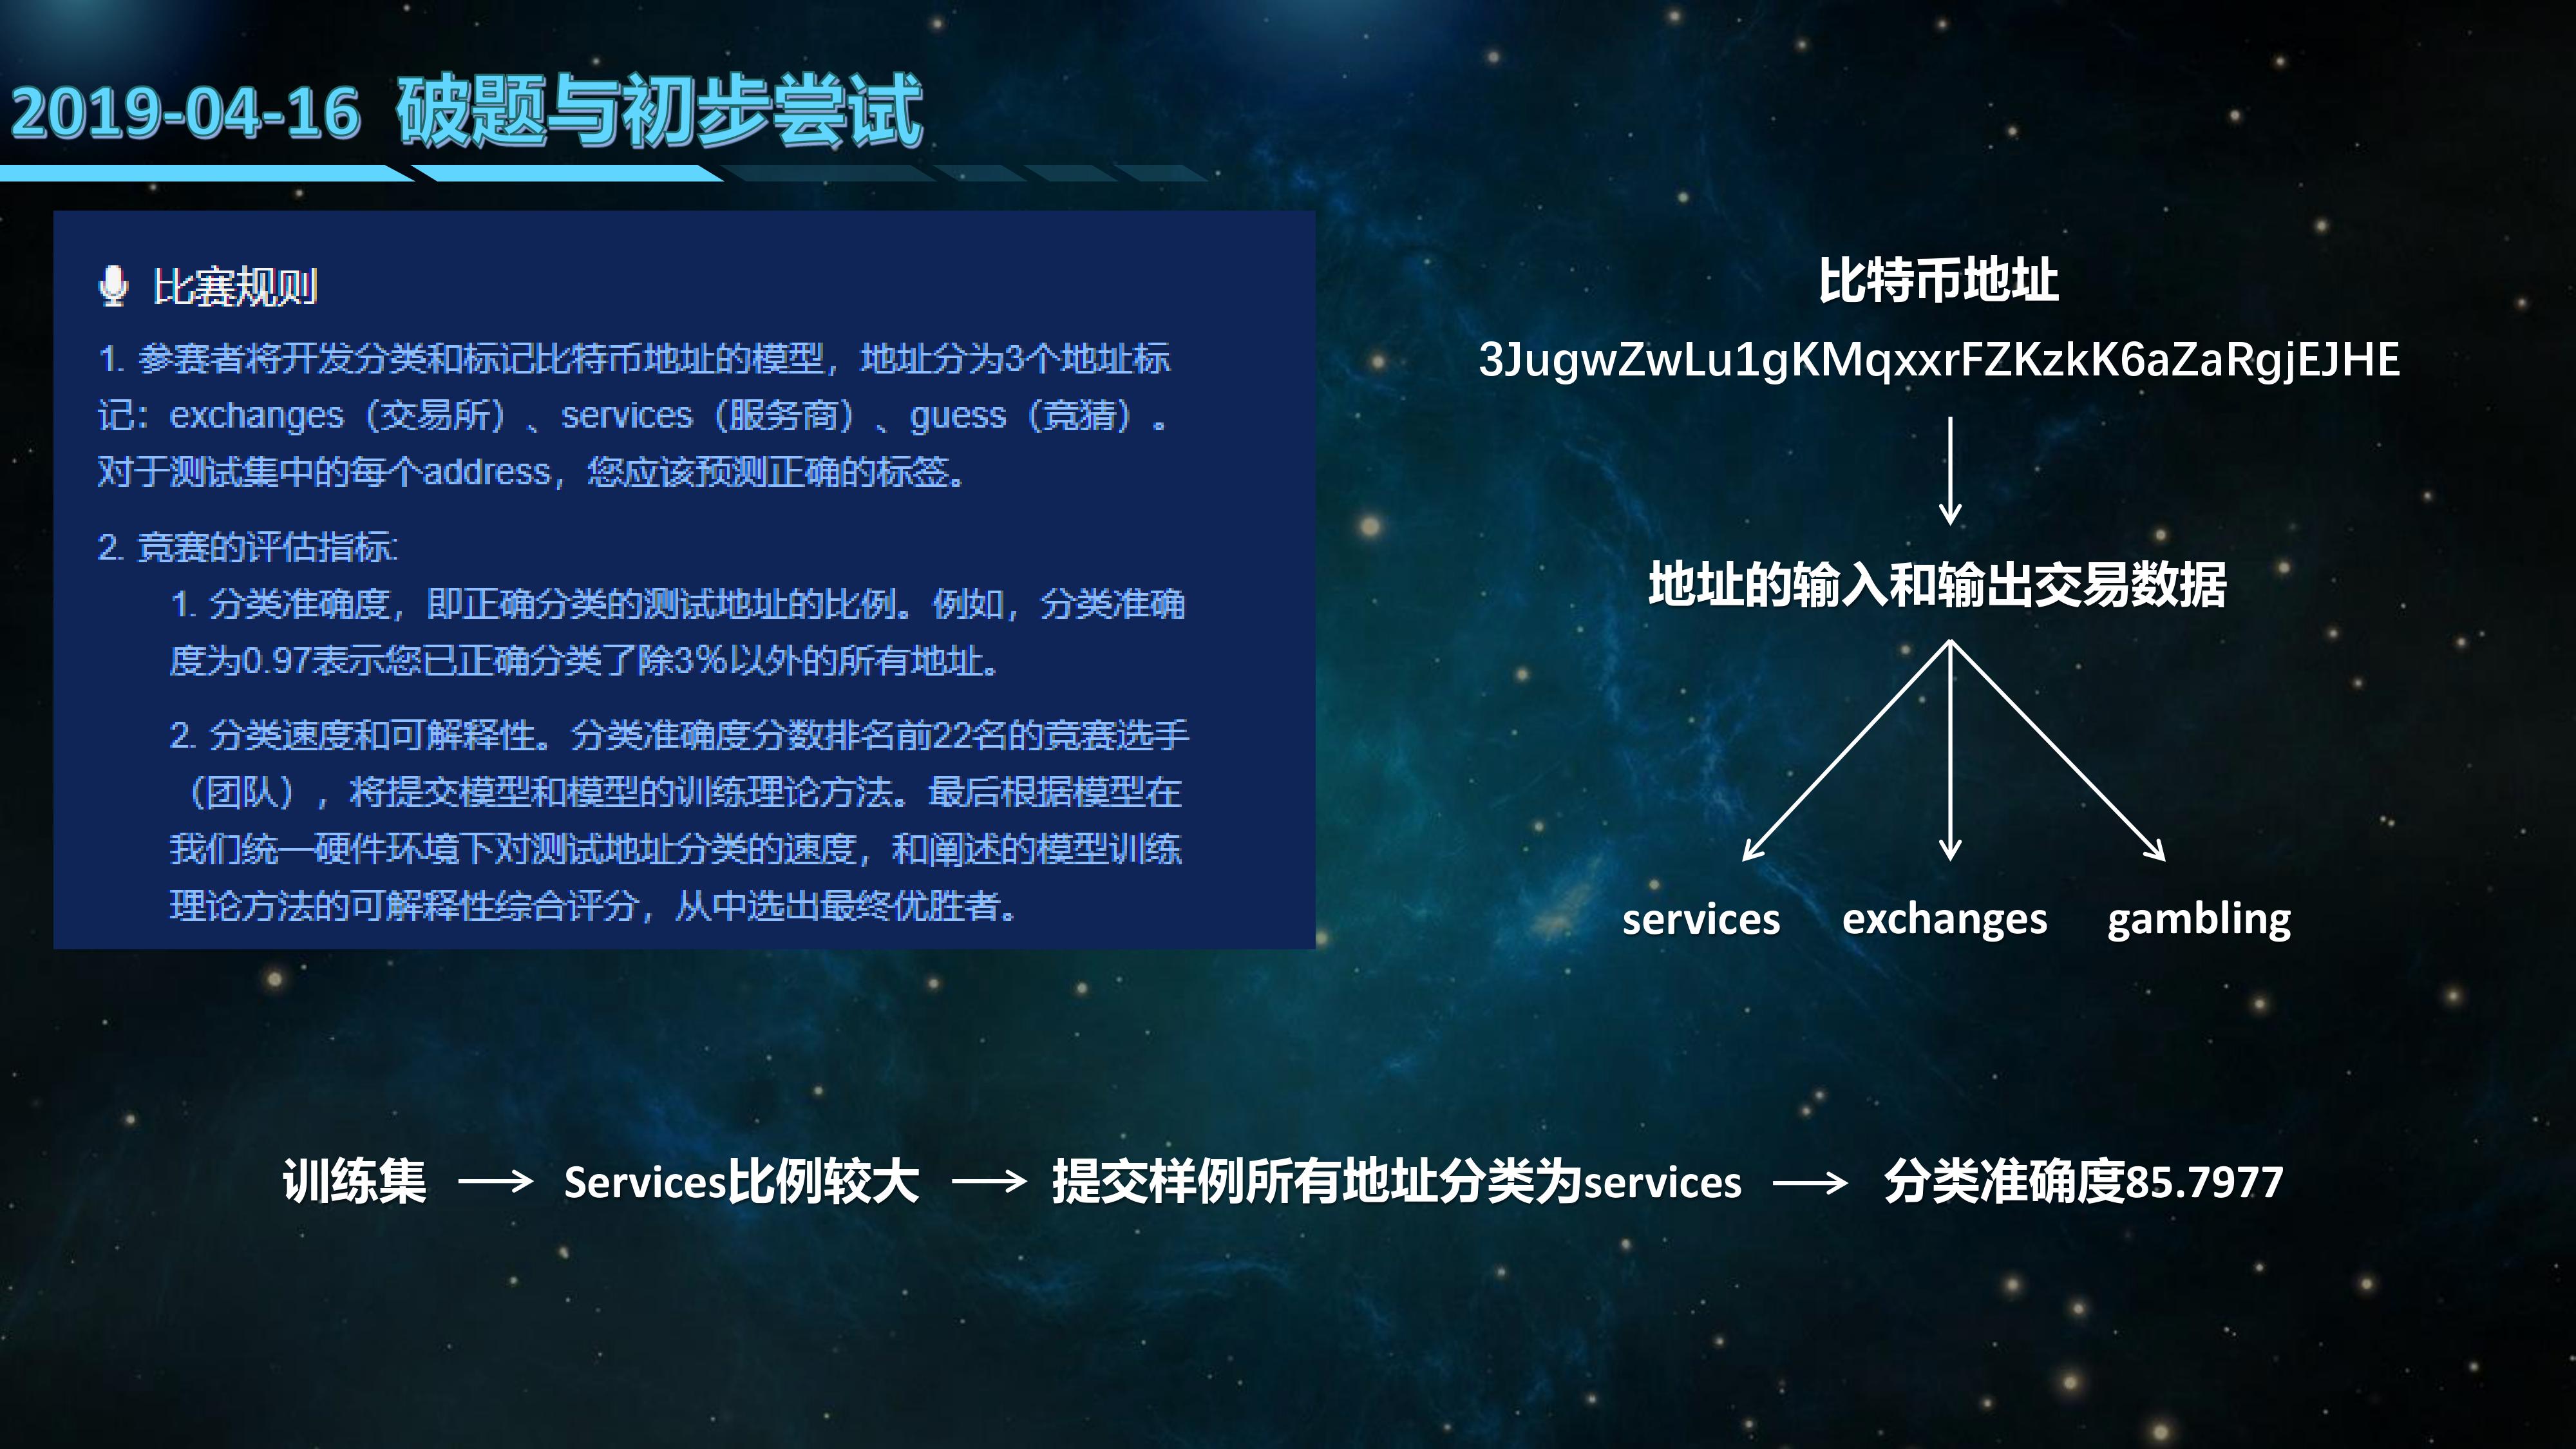 2019-04-16 破题与初步尝试
比赛规则
1. 参赛者将开发分类和标记比特币地址的模型，地址分为3个地址标
记：exchanges（交易所）、services（服务商）、guess（竞猜）。
对于测试集中的每个address，您应该预测正确的标签。
2. 竞赛的评估指标:
1. 分类准确度，即正确分类的测试地址的比例。例如，分类准确
度为0.97表示您已正确分类了除3%以外的所有地址。
2. 分类速度和可解释性。分类准确度分数排名前22名的竞赛选手
（团队），将提交模型和模型的训练理论方法。最后根据模型在
我们统一硬件环境下对测试地址分类的速度，和阐述的模型训练
理论方法的可解释性综合评分，从中选出最终优胜者。
比特币地址
3JugwZwLu1gKMqxxrFZKzkK6aZaRgjEJHE
地址的输入和输出交易数据
services exchanges gambling
训练集 → Services比例较大 → 提交样例所有地址分类为services → 分类准确度85.7977